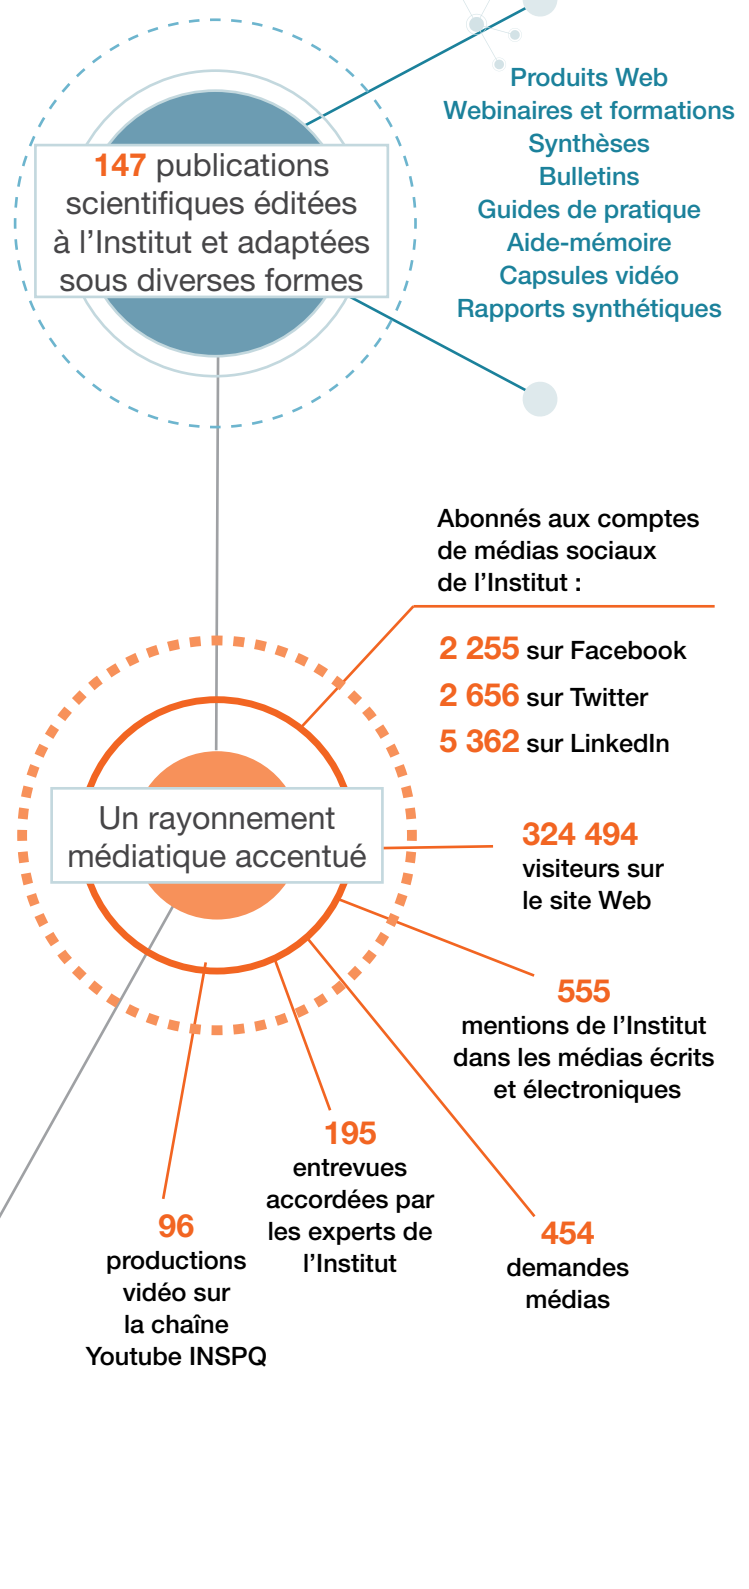 147 publications
scientifiques éditées
à l’Institut et adaptées
sous diverses formes
Produits Web
Webinaires et formations
Synthèses
Bulletins
Guides de pratique
Aide-mémoire
Capsules vidéo
Rapports synthétiques
Abonnés aux comptes
de médias sociaux
de l’Institut :
2 255 sur Facebook
2 656 sur Twitter
5 362 sur LinkedIn
Un rayonnement
médiatique accentué
324 494
visiteurs sur
le site Web
555
mentions de l’Institut
dans les médias écrits
et électroniques
454
demandes
médias
195
entrevues
accordées par
les experts de
l’Institut
96
productions
vidéo sur
la chaîne
Youtube INSPQ